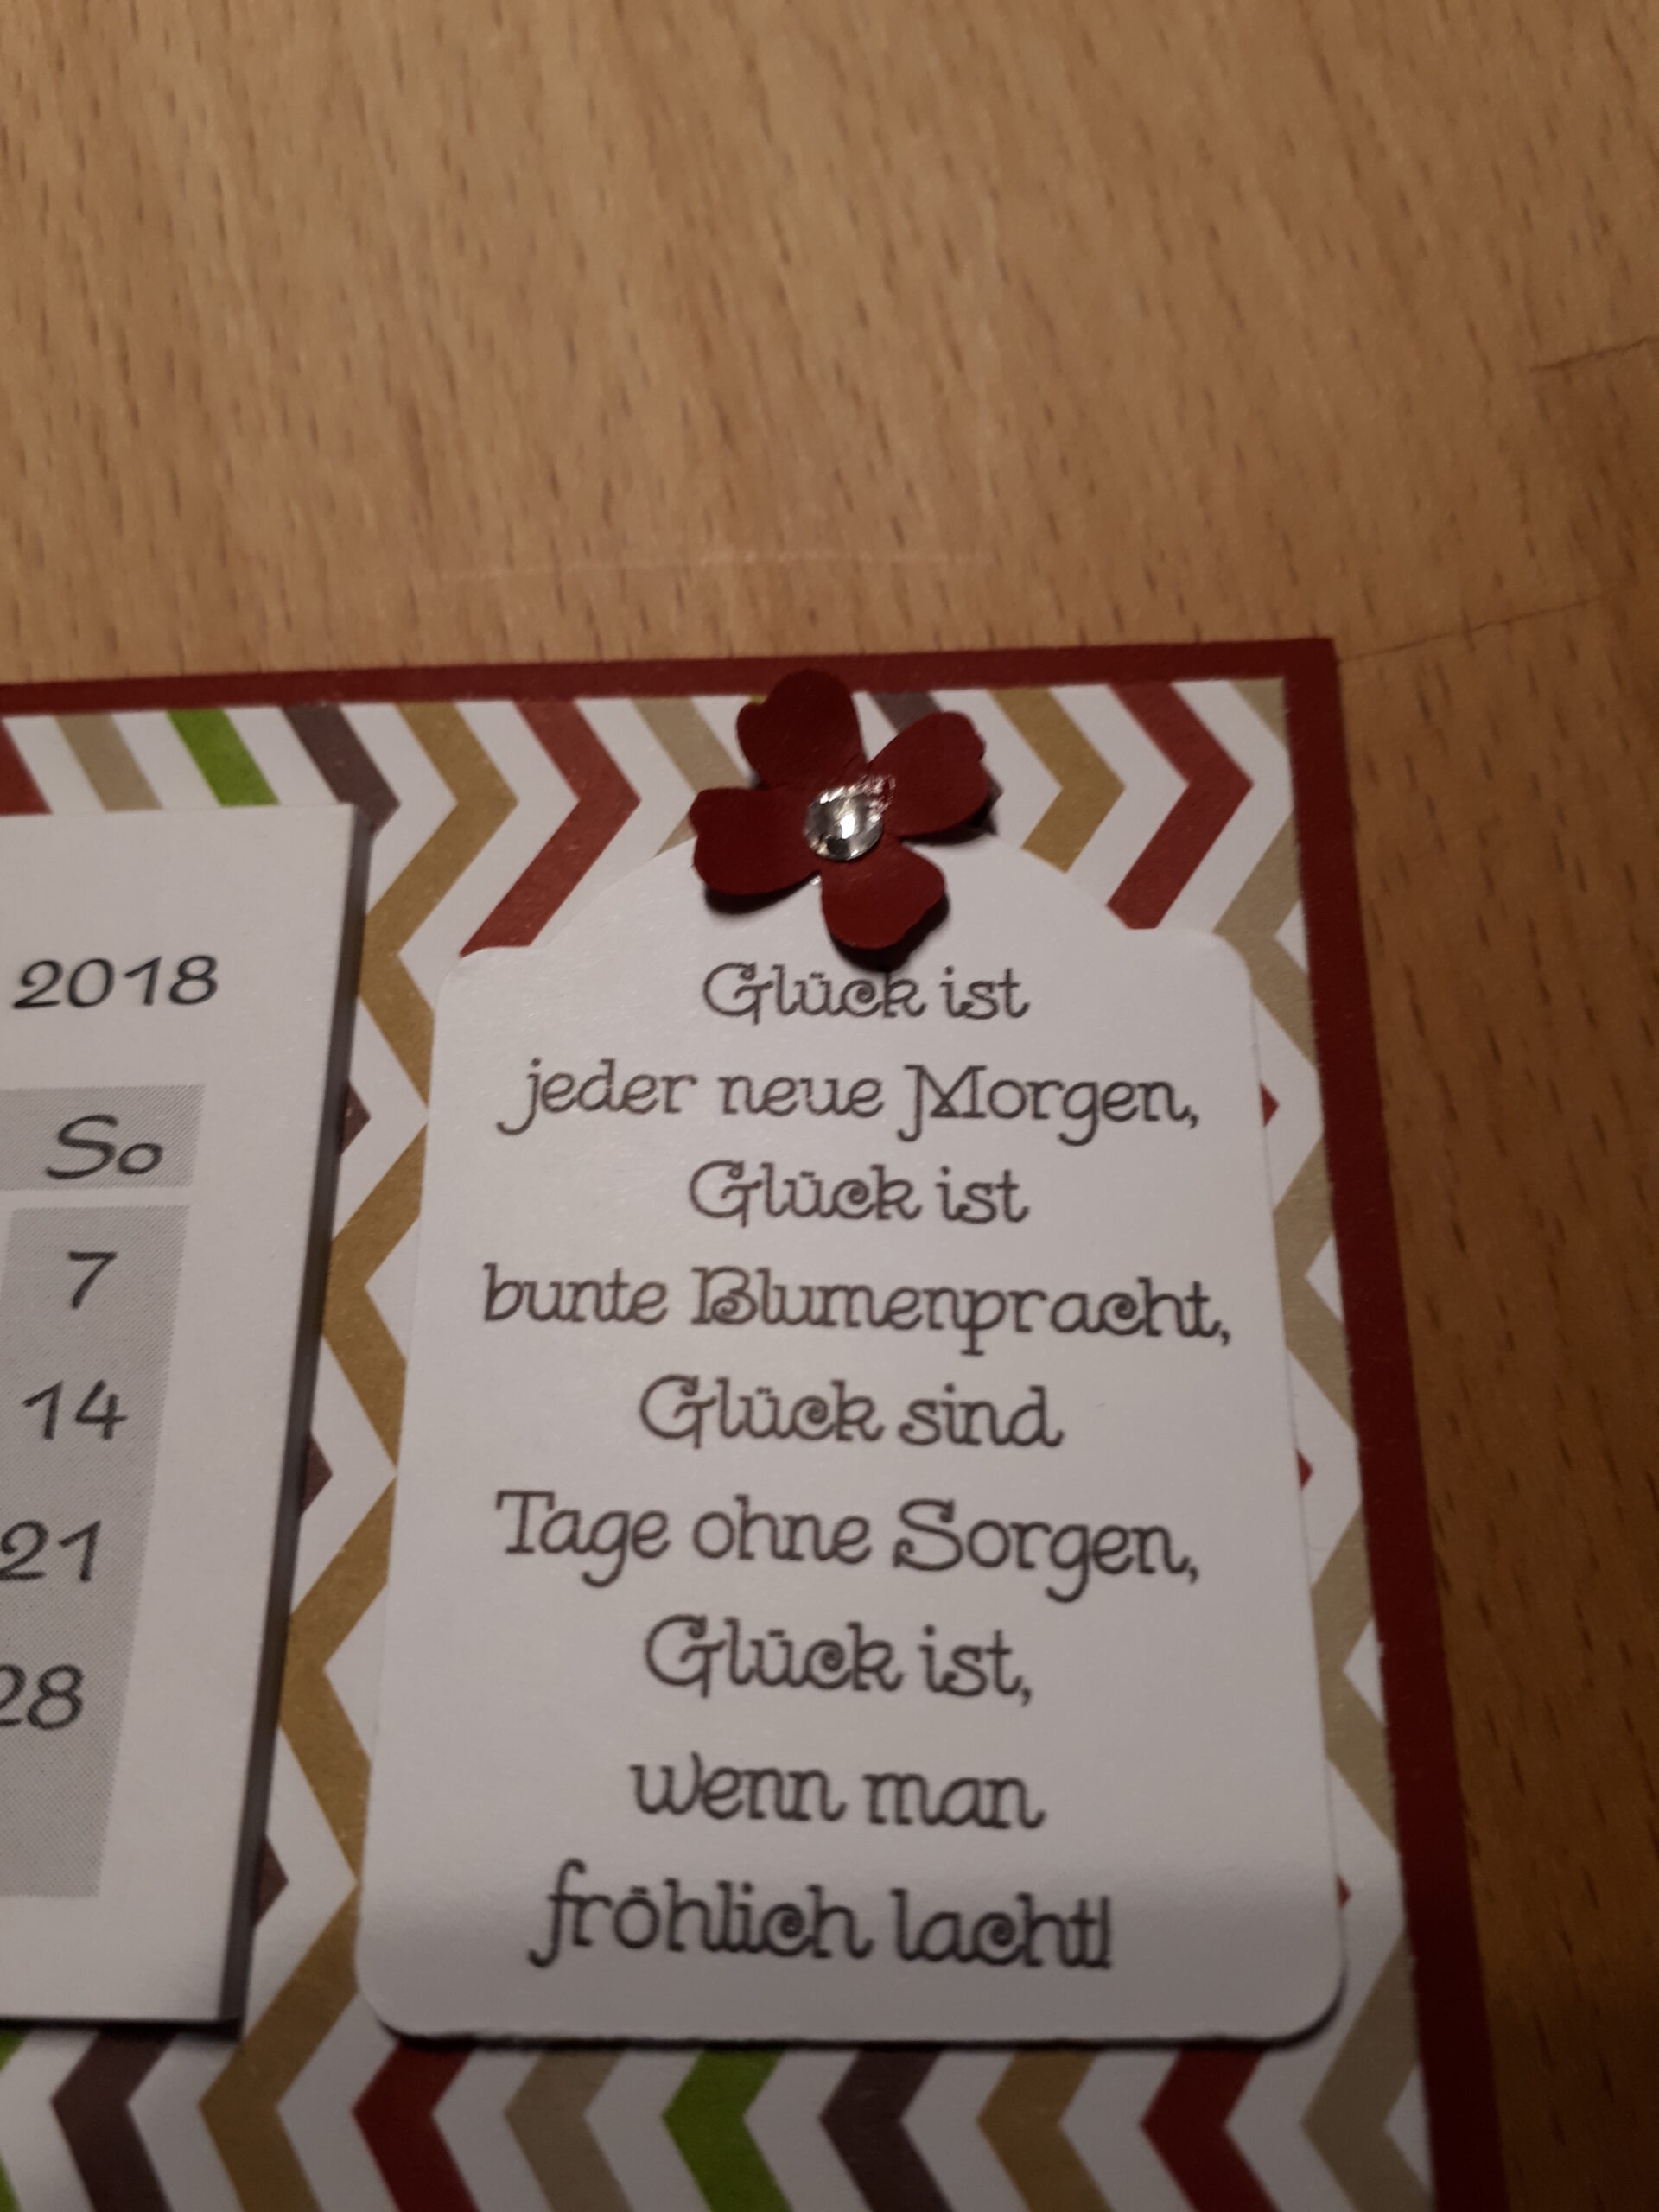 2018
So
7
14
21
28
Glück ist
jeder neue Morgen,
Glück ist
bunte Blumenpracht,
Glück sind
Tage ohne Sorgen,
Glück ist,
wenn man
fröhlich lacht!